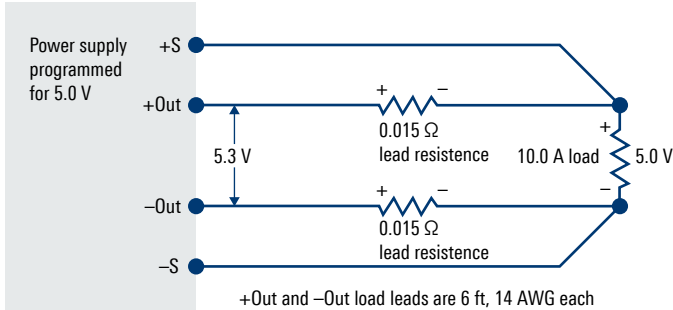 Power supply
programmed
for 5.0 V
+S
+Out
–Out
–S
5.3 V
+ –
0.015 Ω
lead resistence
+ –
0.015 Ω
lead resistence
10.0 A load
+
–
5.0 V
+Out and –Out load leads are 6 ft, 14 AWG each